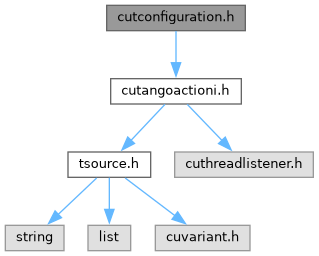 cutconfiguration.h
cutangoactioni.h
tsource.h
cuthreadlistener.h
string
list
cuvariant.h